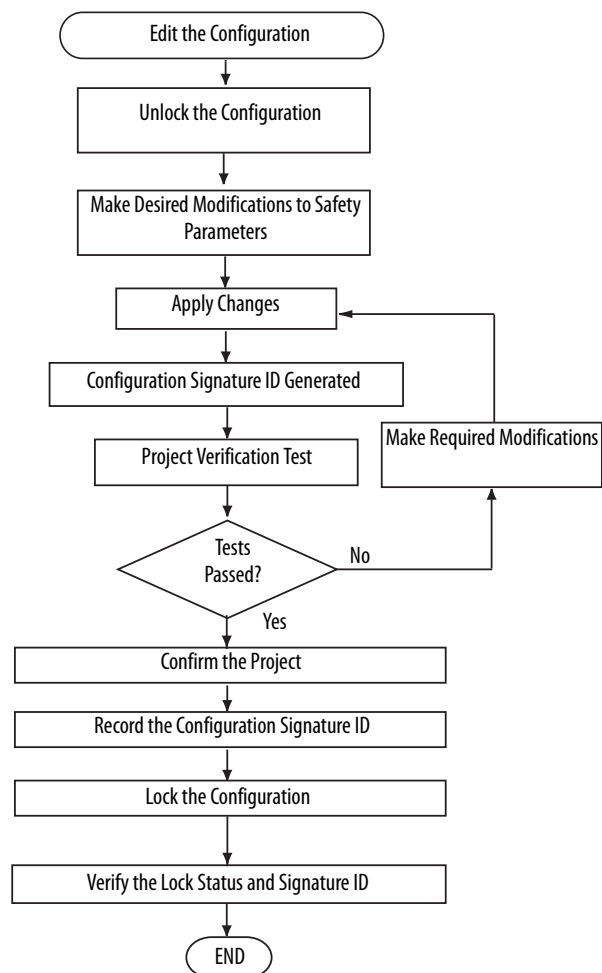 Edit the Configuration
Unlock the Configuration
Make Desired Modifications to Safety
Parameters
Apply Changes
Configuration Signature ID Generated
Make Required Modifications
Project Verification Test
Tests
Passed?
No
Yes
Confirm the Project
Record the Configuration Signature ID
Lock the Configuration
Verify the Lock Status and Signature ID
END